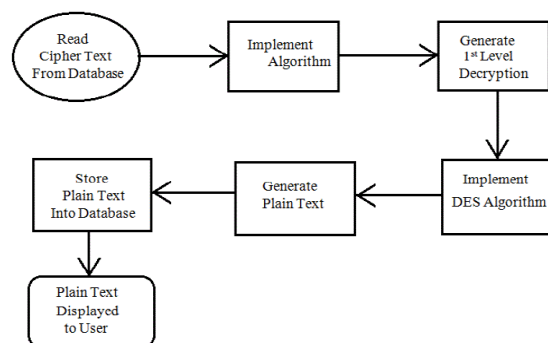 Read
Cipher Text
From Database
Implement
Algorithm
Generate
1st Level
Decryption
Implement
DES Algorithm
Generate
Plain Text
Store
Plain Text
Into Database
Plain Text
Displayed
to User